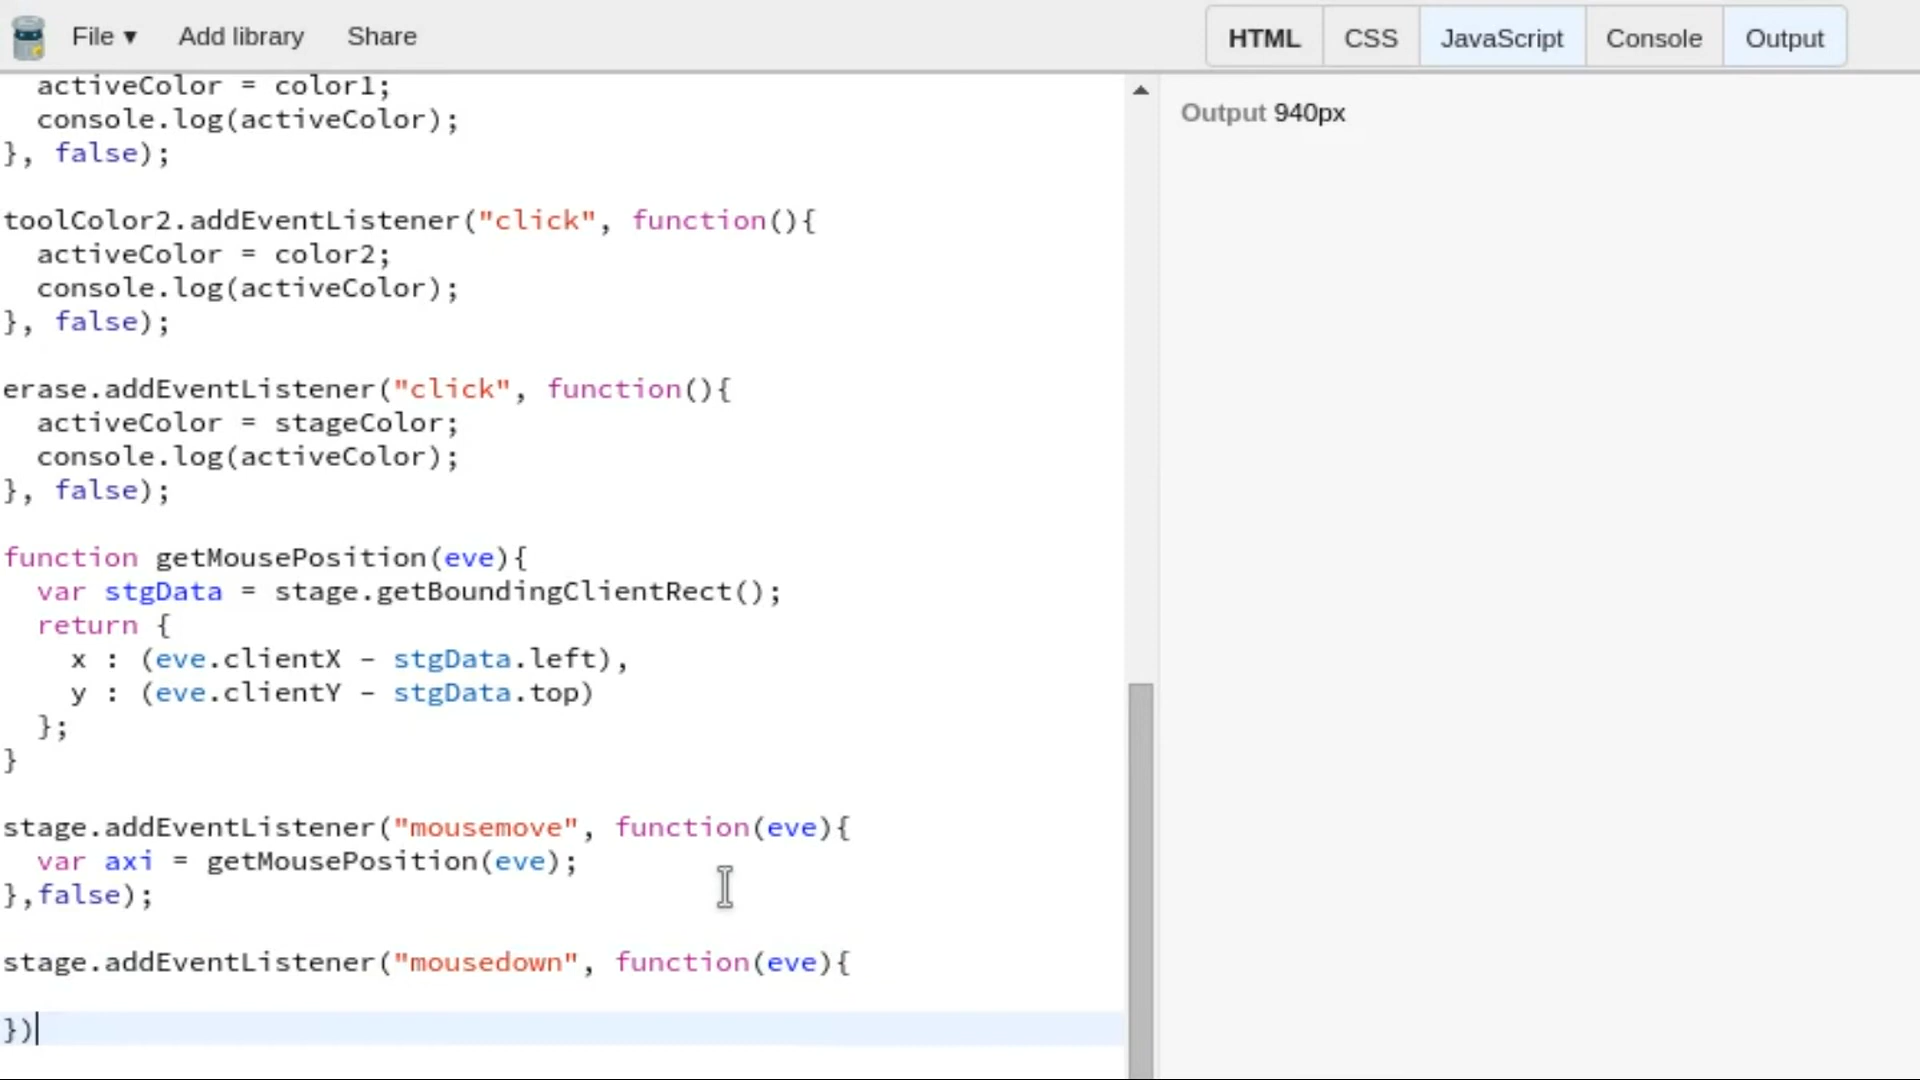 File ▾ Add library Share HTML CSS JavaScript Console Output
Output 940px
activeColor = color1;
console.log(activeColor);
}, false);
toolColor2.addEventListener("click", function(){
activeColor = color2;
console.log(activeColor);
}, false);
erase.addEventListener("click", function(){
activeColor = stageColor;
console.log(activeColor);
}, false);
function getMousePosition(eve){
var stgData = stage.getBoundingClientRect();
return {
x : (eve.clientX - stgData.left),
y : (eve.clientY - stgData.top)
};
}
stage.addEventListener("mousemove", function(eve){
var axi = getMousePosition(eve);
},false);
stage.addEventListener("mousedown", function(eve){
})